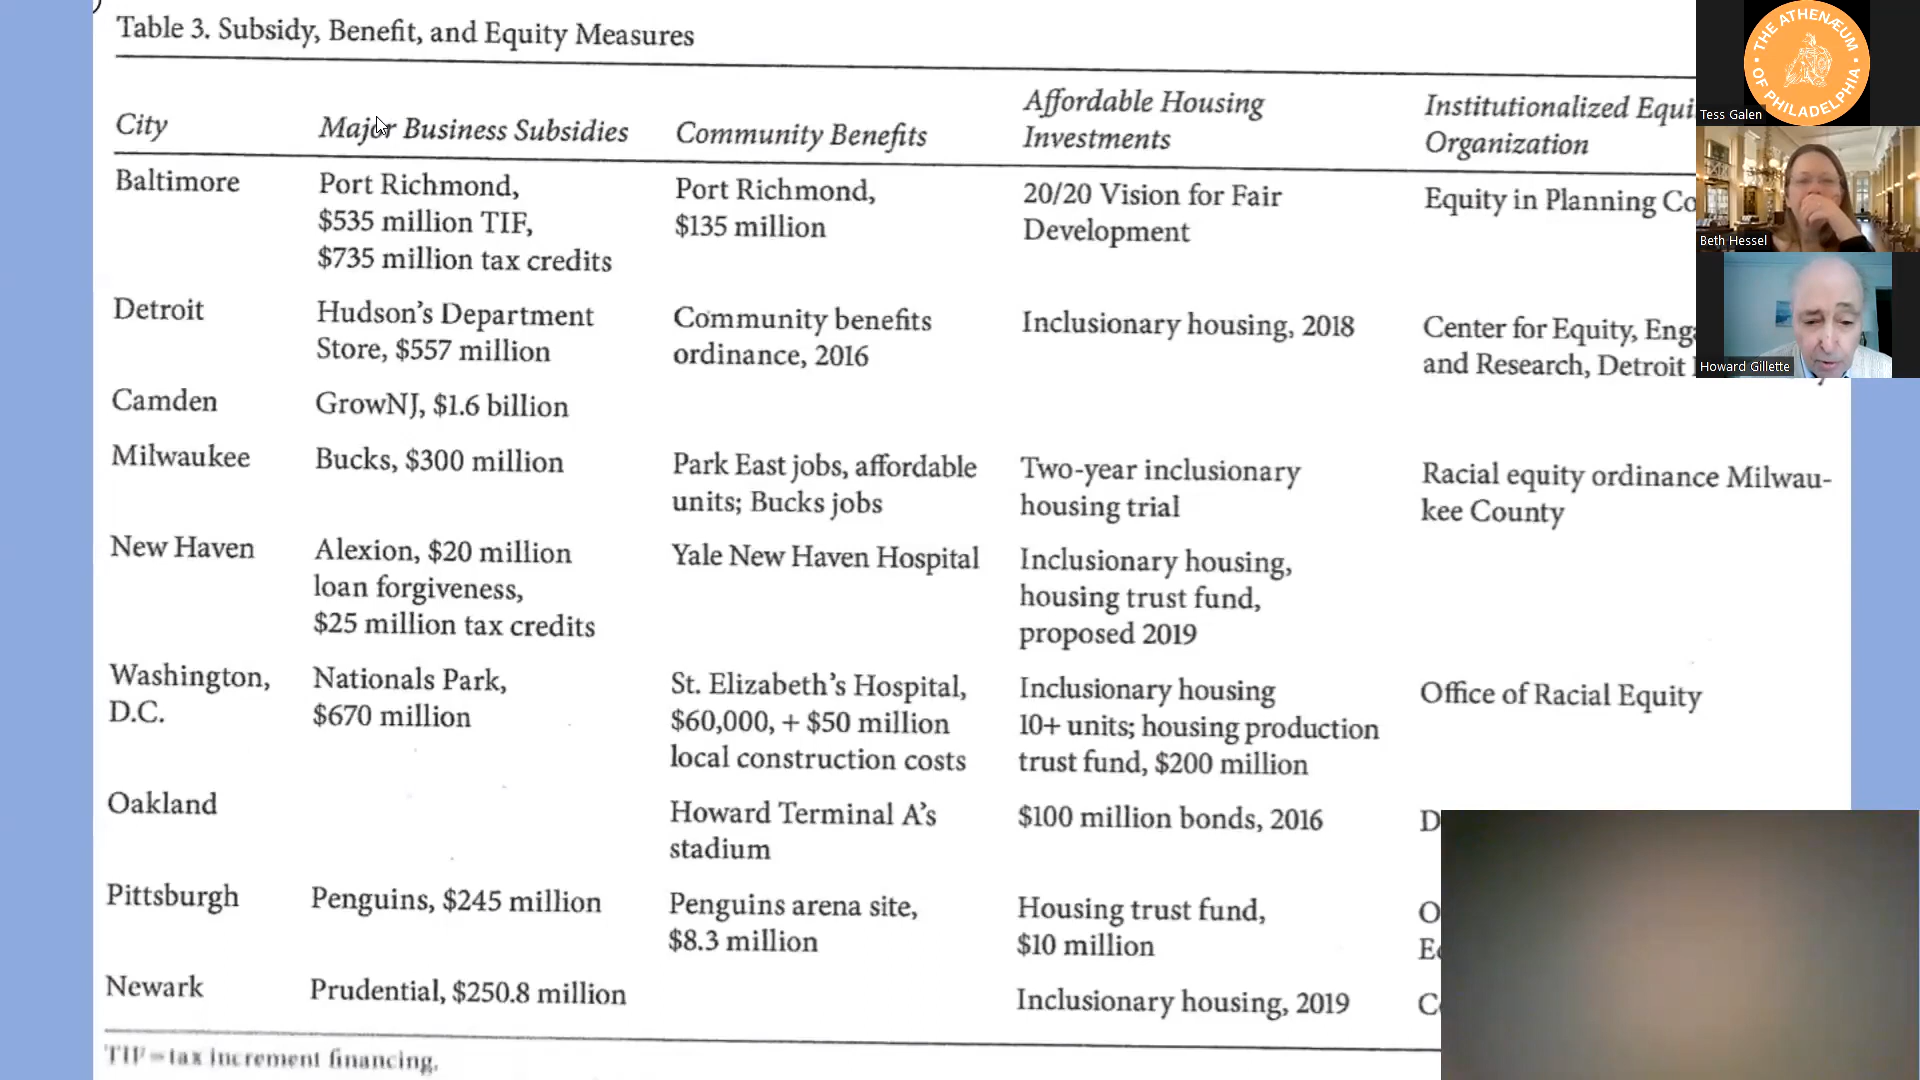 Table 3. Subsidy, Benefit, and Equity Measures
City
Major Business Subsidies
Community Benefits
Affordable Housing
Investments
Institutionalized Equi
Organization
Baltimore
Port Richmond,
$535 million TIF,
$735 million tax credits
Port Richmond,
$135 million
20/20 Vision for Fair
Development
Equity in Planning Co
Detroit
Hudson's Department
Store, $557 million
Community benefits
ordinance, 2016
Inclusionary housing, 2018
Center for Equity, Eng
and Research, Detroit
Camden
GrowNJ, $1.6 billion
Milwaukee
Bucks, $300 million
Park East jobs, affordable
units; Bucks jobs
Two-year inclusionary
housing trial
Racial equity ordinance Milwau-
kee County
New Haven
Alexion, $20 million
loan forgiveness,
$25 million tax credits
Yale New Haven Hospital
Inclusionary housing,
housing trust fund,
proposed 2019
Washington,
D.C.
Nationals Park,
$670 million
St. Elizabeth's Hospital,
$60,000, + $50 million
local construction costs
Inclusionary housing
10+ units; housing production
trust fund, $200 million
Office of Racial Equity
Oakland
Howard Terminal A's
stadium
$100 million bonds, 2016
D
Pittsburgh
Penguins, $245 million
Penguins arena site,
$8.3 million
Housing trust fund,
$10 million
O
Newark
Prudential, $250.8 million
Inclusionary housing, 2019
TIF = tax increment financing.
THE ATHENÆUM
OF PHILADELPHIA
Tess Galen
Beth Hessel
Howard Gillette